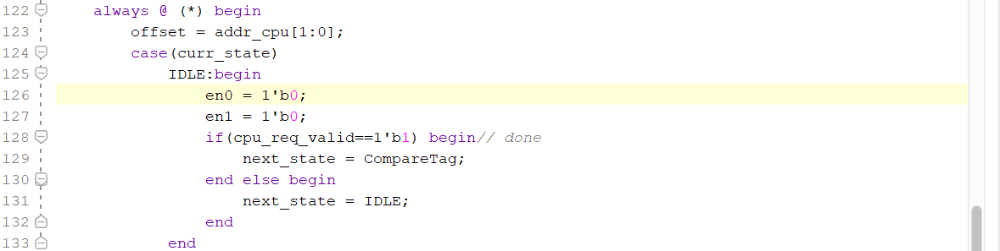 122 always @ (*) begin
123 offset = addr_cpu[1:0];
124 case(curr_state)
125 IDLE:begin
126 en0 = 1'b0;
127 en1 = 1'b0;
128 if(cpu_req_valid==1'b1) begin// done
129 next_state = CompareTag;
130 end else begin
131 next_state = IDLE;
132 end
133 end